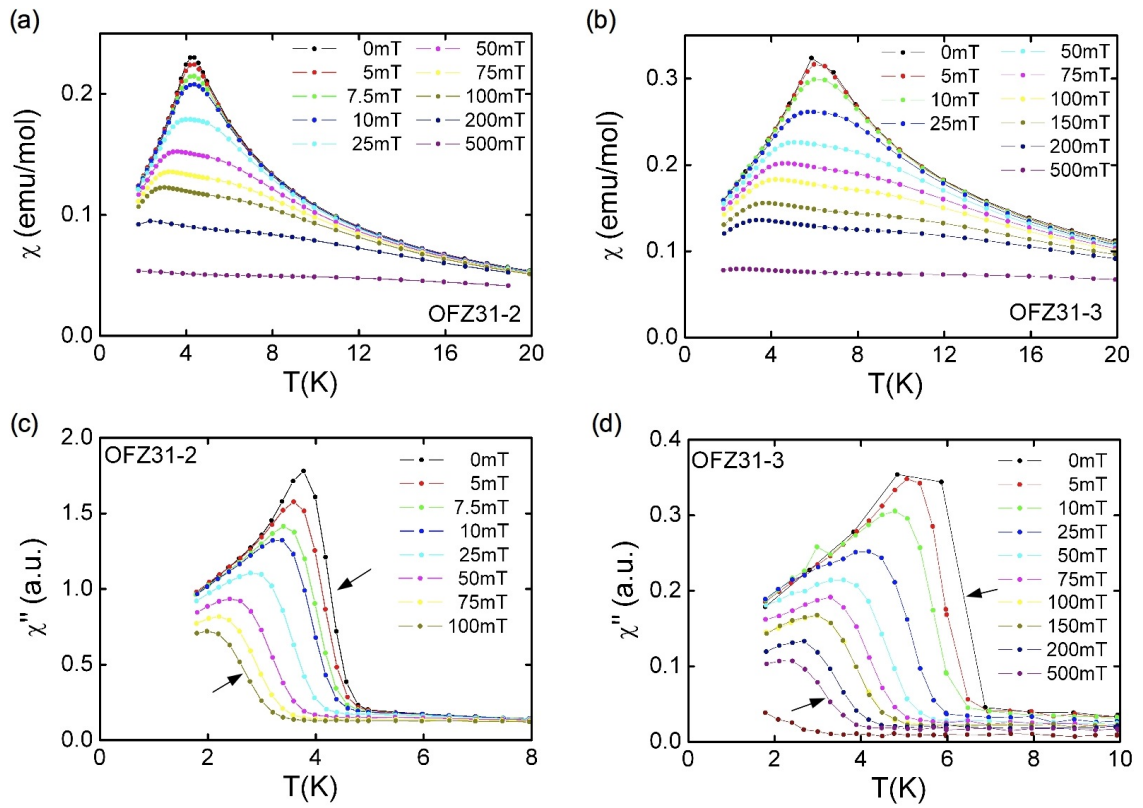 (a)
χ (emu/mol)
0.2
0.1
0.0
0mT
5mT
7.5mT
10mT
25mT
50mT
75mT
100mT
200mT
500mT
OFZ31-2
0 4 8 12 16 20
T(K)
(b)
χ (emu/mol)
0.3
0.2
0.1
0.0
0mT
5mT
10mT
25mT
50mT
75mT
100mT
150mT
200mT
500mT
OFZ31-3
0 4 8 12 16 20
T(K)
(c)
OFZ31-2
χ" (a.u.)
2.0
1.5
1.0
0.5
0.0
0mT
5mT
7.5mT
10mT
25mT
50mT
75mT
100mT
0 2 4 6 8
T(K)
(d)
OFZ31-3
χ" (a.u.)
0.4
0.3
0.2
0.1
0.0
0mT
5mT
10mT
25mT
50mT
75mT
100mT
150mT
200mT
500mT
0 2 4 6 8 10
T(K)